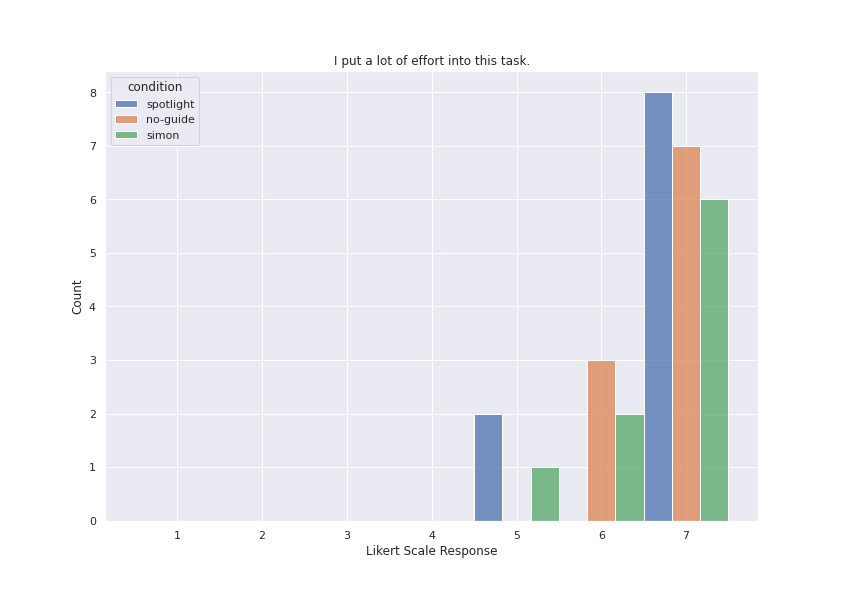 I put a lot of effort into this task.
condition
spotlight
no-guide
simon
8
7
6
5
4
3
2
1
0
Count
1 2 3 4 5 6 7
Likert Scale Response